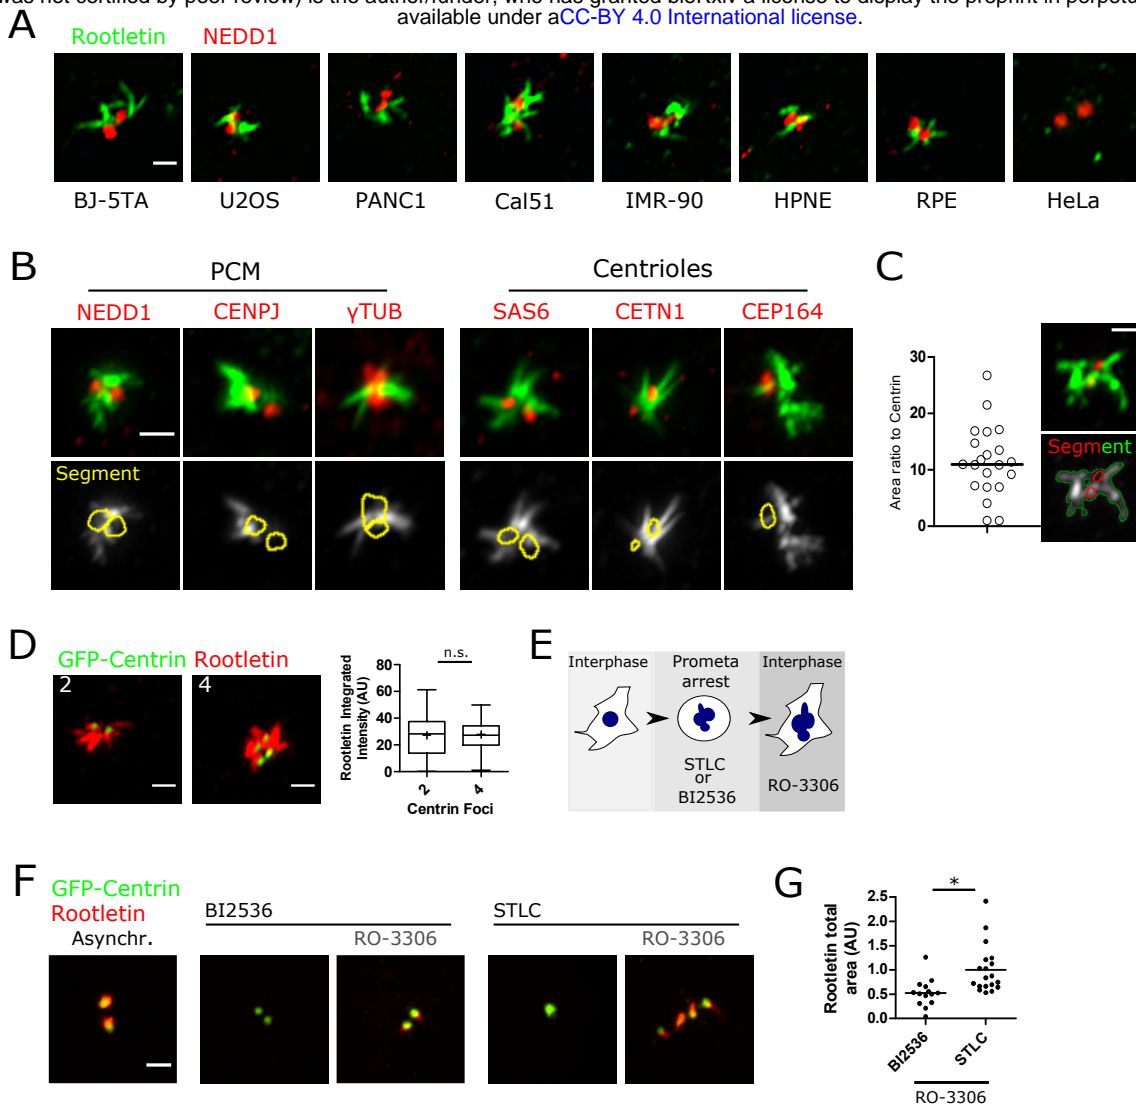 was not certified by peer review) is the author/funder, who has granted bioRxiv a license to display the preprint in perpetu
available under aCC-BY 4.0 International license.
A
Rootletin NEDD1
BJ-5TA U2OS PANC1 Cal51 IMR-90 HPNE RPE HeLa
B
PCM Centrioles
NEDD1 CENPJ γTUB SAS6 CETN1 CEP164
Segment
C
Area ratio to Centrin
30
20
10
0
Segment
D
GFP-Centrin Rootletin
2 4
n.s.
Rootletin Integrated
Intensity (AU)
80
60
40
20
0
2 4
Centrin Foci
E
Interphase Prometa arrest Interphase
STLC
or
BI2536
RO-3306
F
GFP-Centrin
Rootletin
Asynchr.
BI2536 STLC
RO-3306 RO-3306
G
*
Rootletin total
area (AU)
2.5
2.0
1.5
1.0
0.5
0.0
BI2536 STLC
RO-3306